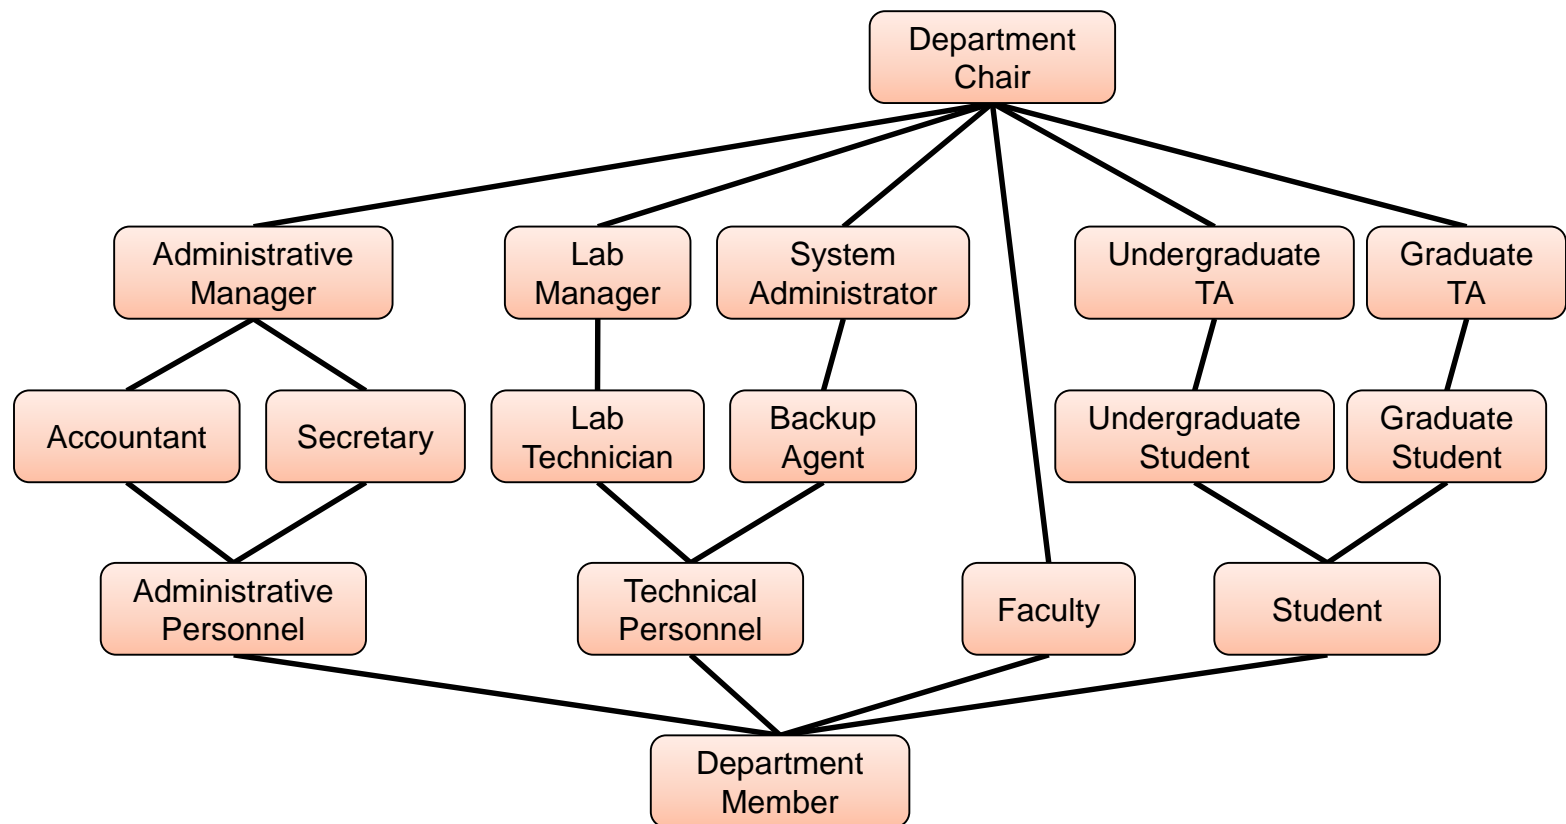 Department
Chair
Administrative
Manager
Lab
Manager
System
Administrator
Undergraduate
TA
Graduate
TA
Accountant
Secretary
Lab
Technician
Backup
Agent
Undergraduate
Student
Graduate
Student
Administrative
Personnel
Technical
Personnel
Faculty
Student
Department
Member